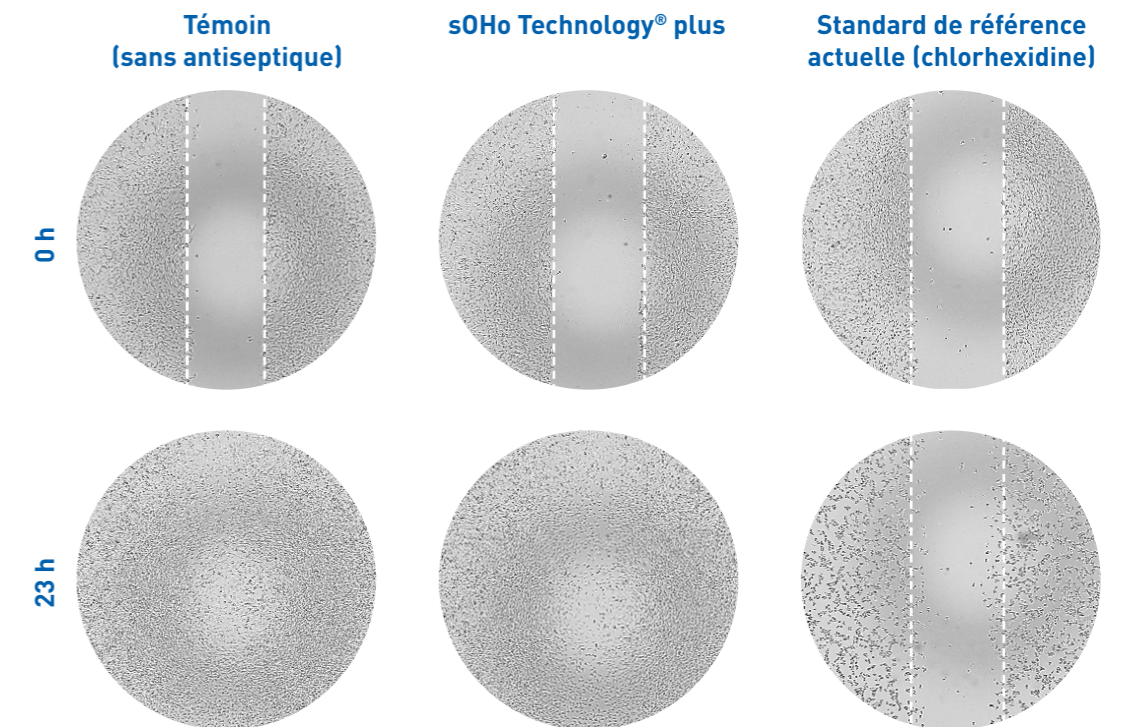 Témoin
(sans antiseptique)
sOHo Technology® plus
Standard de référence
actuelle (chlorhexidine)
0 h
23 h